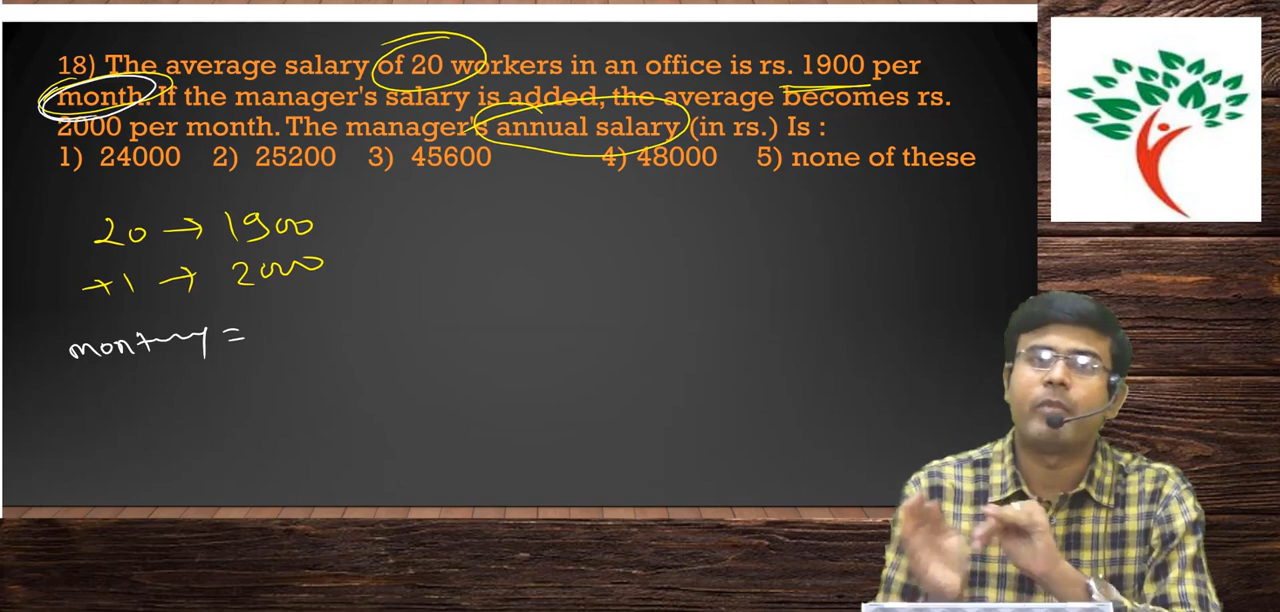 18) The average salary of 20 workers in an office is rs. 1900 per
month. If the manager's salary is added, the average becomes rs.
2000 per month. The manager's annual salary (in rs.) Is :
1) 24000 2) 25200 3) 45600 4) 48000 5) none of these
20 → 1900
+1 → 2000
monthly =